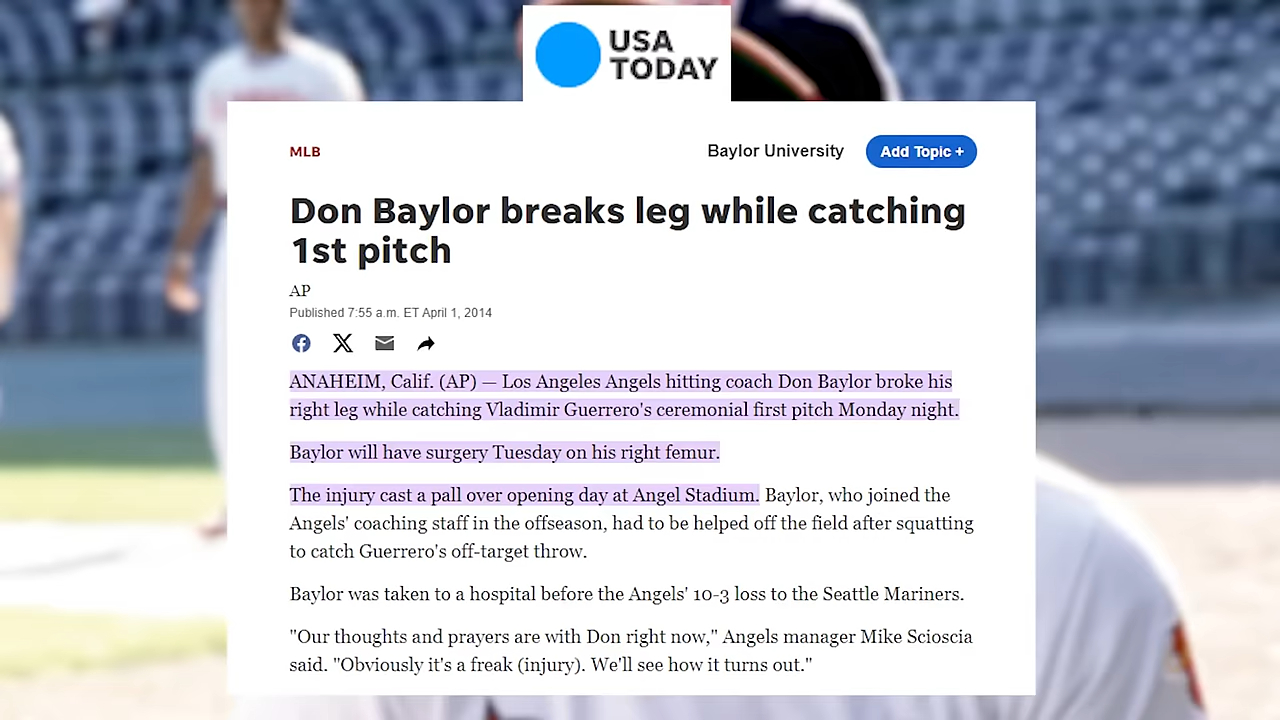 USA
TODAY
MLB
Baylor University
Add Topic +
Don Baylor breaks leg while catching
1st pitch
AP
Published 7:55 a.m. ET April 1, 2014
ANAHEIM, Calif. (AP) — Los Angeles Angels hitting coach Don Baylor broke his
right leg while catching Vladimir Guerrero's ceremonial first pitch Monday night.
Baylor will have surgery Tuesday on his right femur.
The injury cast a pall over opening day at Angel Stadium. Baylor, who joined the
Angels' coaching staff in the offseason, had to be helped off the field after squatting
to catch Guerrero's off-target throw.
Baylor was taken to a hospital before the Angels' 10-3 loss to the Seattle Mariners.
"Our thoughts and prayers are with Don right now," Angels manager Mike Scioscia
said. "Obviously it's a freak (injury). We'll see how it turns out."